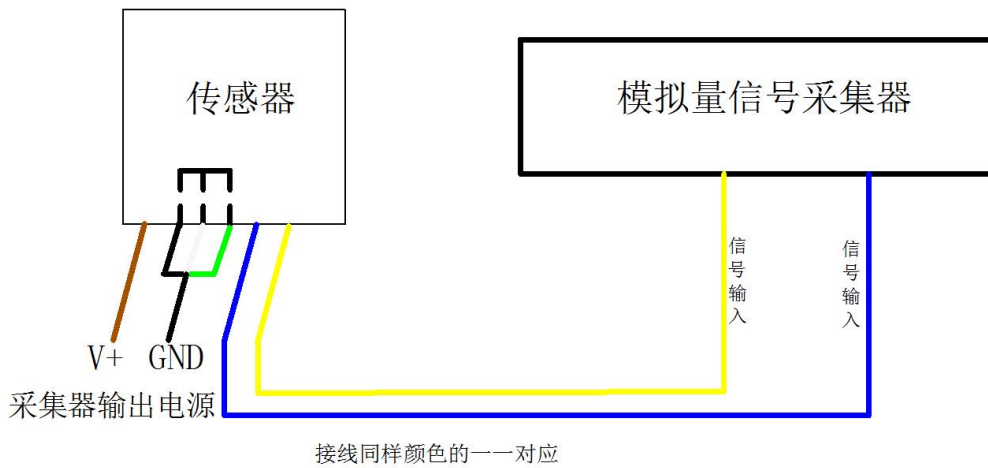 传感器
模拟量信号采集器
信号输入
信号输入
V+ GND
采集器输出电源
接线同样颜色的一一对应